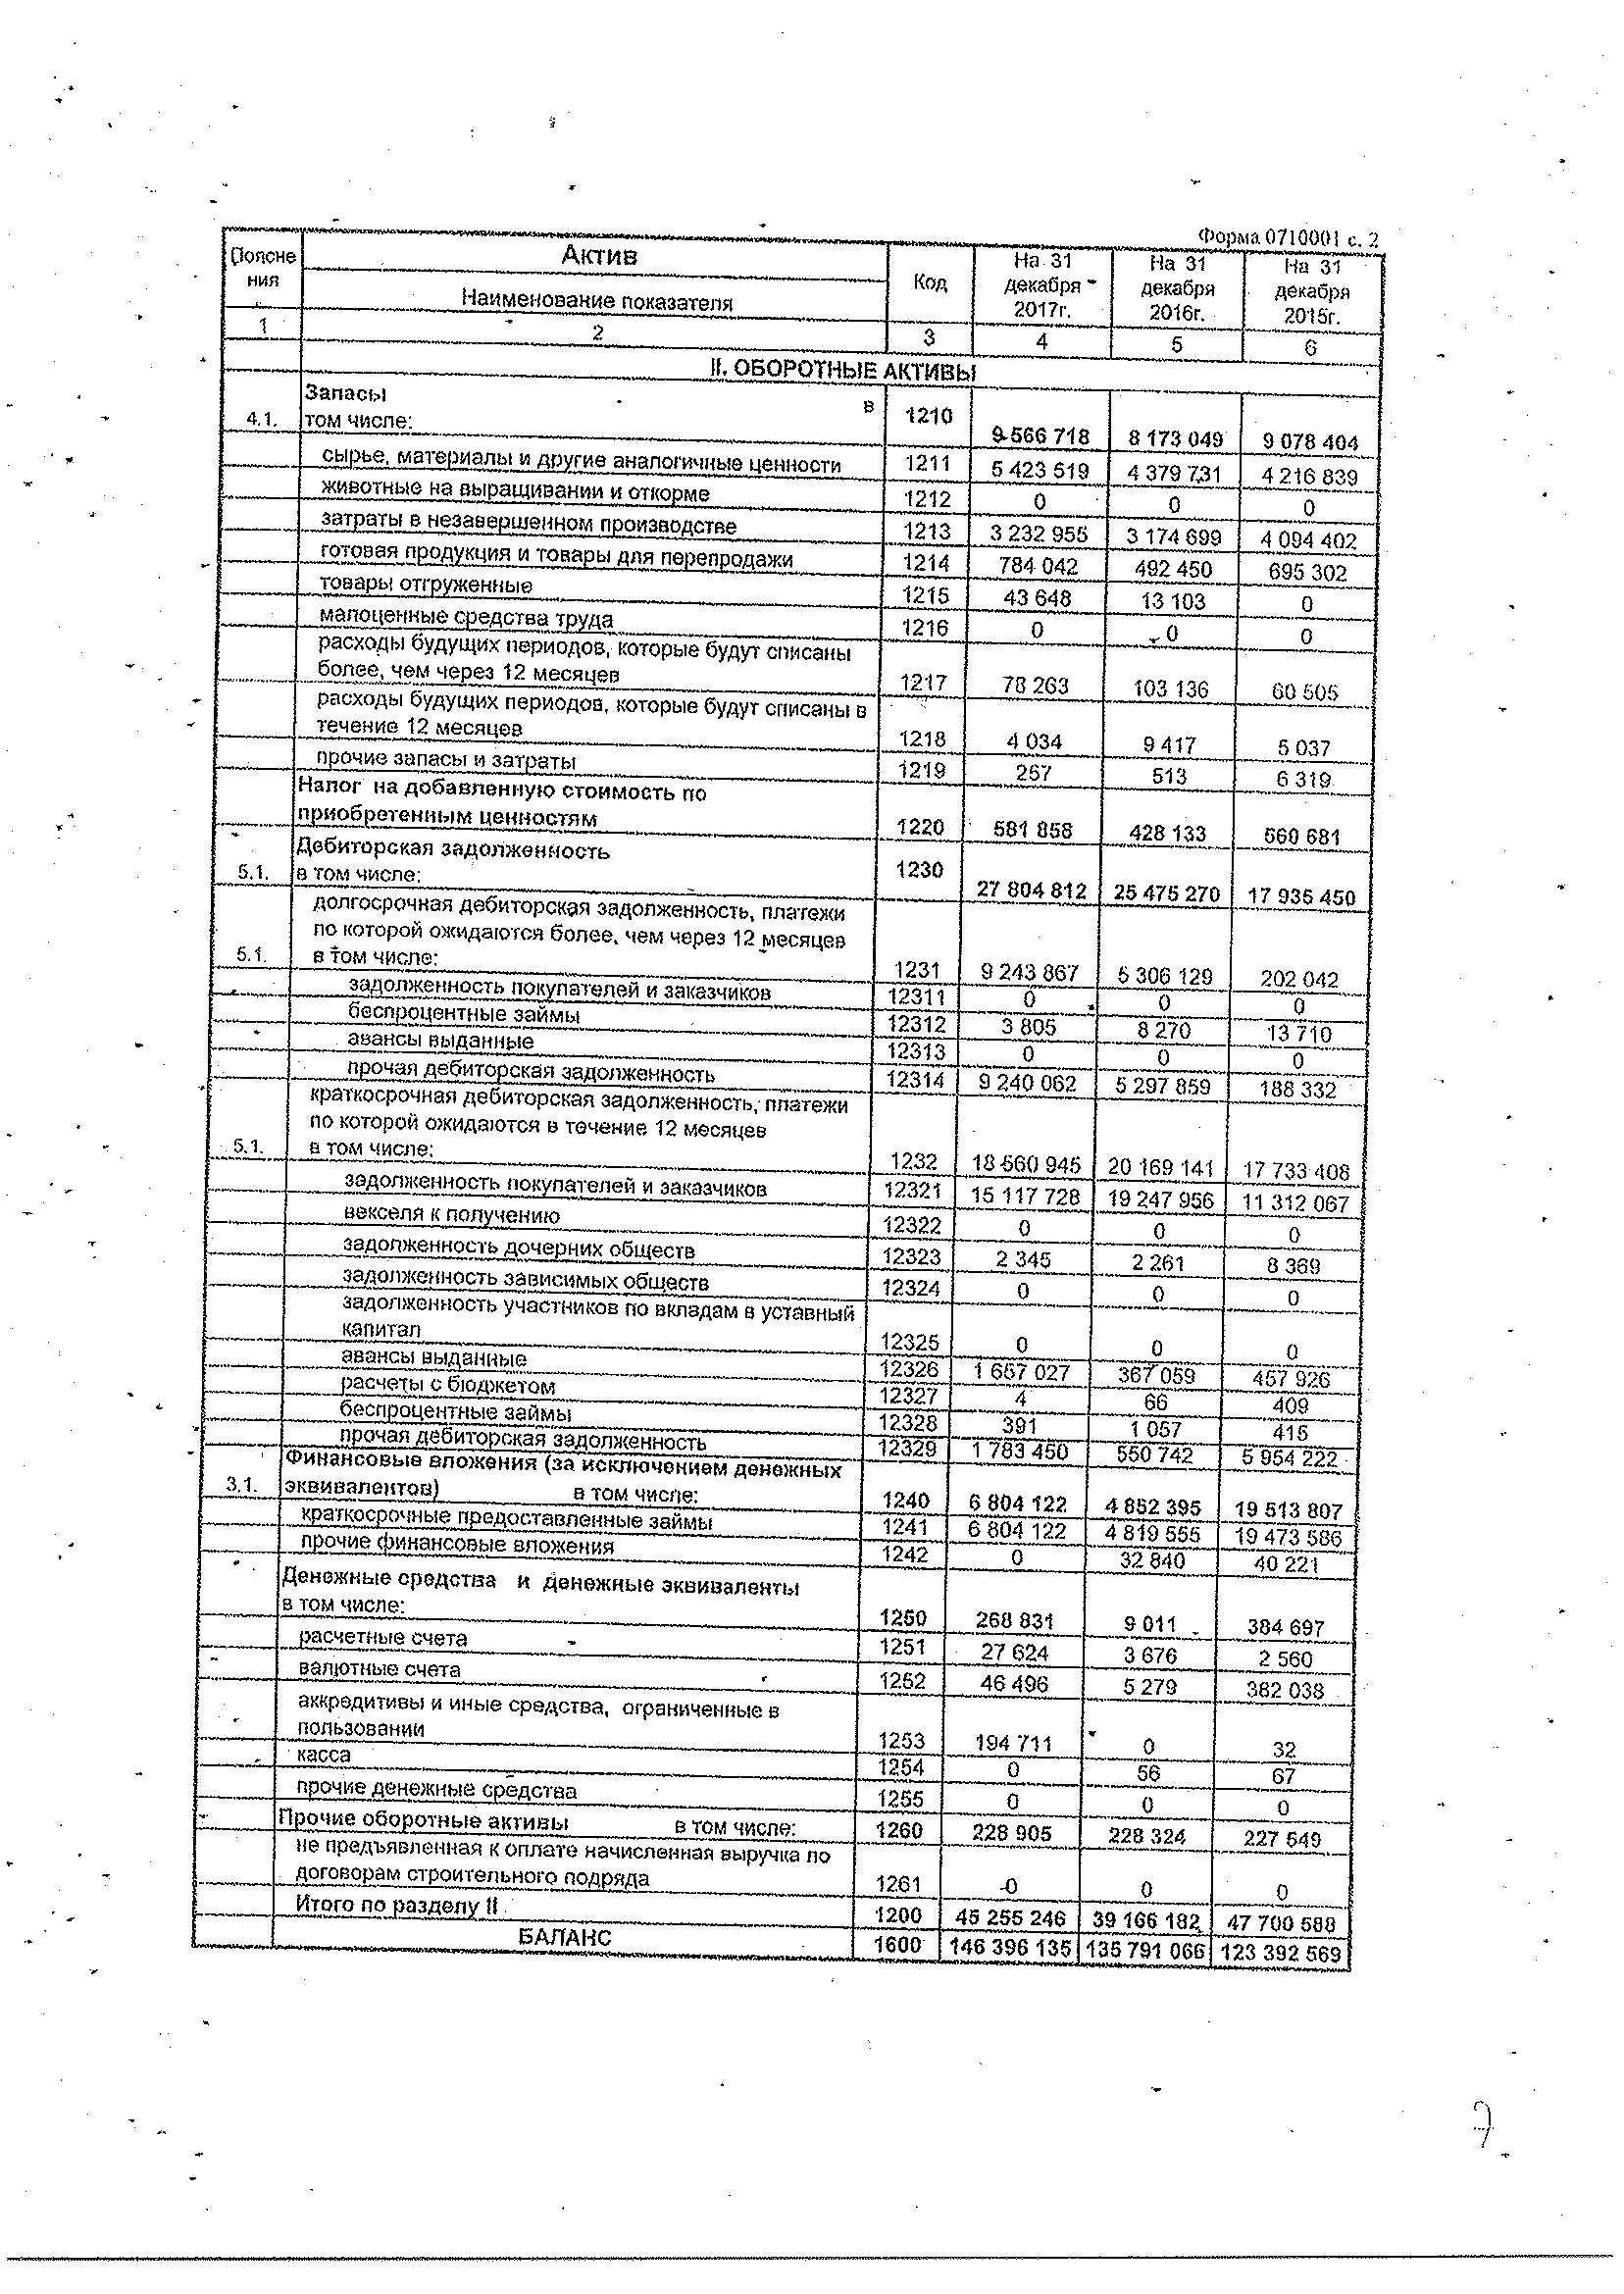 Форма 0710001 с. 2
Поясне
ния
Актив
Наименование показателя
Код
На 31
декабря
2017г.
На 31
декабря
2016г.
На 31
декабря
2015г.
1 2 3 4 5 6
II. ОБОРОТНЫЕ АКТИВЫ
Запасы в
4.1. том числе: 1210 9 566 718 8 173 049 9 078 404
сырье, материалы и другие аналогичные ценности 1211 5 423 519 4 379 731 4 216 839
животные на выращивании и откорме 1212 0 0 0
затраты в незавершенном производстве 1213 3 232 955 3 174 699 4 094 402
готовая продукция и товары для перепродажи 1214 784 042 492 450 695 302
товары отгруженные 1215 43 648 13 103 0
малоценные средства труда 1216 0 0 0
расходы будущих периодов, которые будут списаны
более, чем через 12 месяцев 1217 78 263 103 136 60 505
расходы будущих периодов, которые будут списаны в
течение 12 месяцев 1218 4 034 9 417 5 037
прочие запасы и затраты 1219 257 513 6 319
Налог на добавленную стоимость по
приобретенным ценностям 1220 581 858 428 133 560 681
Дебиторская задолженность
5.1. в том числе: 1230 27 804 812 25 475 270 17 935 450
долгосрочная дебиторская задолженность, платежи
по которой ожидаются более, чем через 12 месяцев
5.1. в том числе: 1231 9 243 867 5 306 129 202 042
задолженность покупателей и заказчиков 12311 0 0 0
беспроцентные займы 12312 3 805 8 270 13 710
авансы выданные 12313 0 0 0
прочая дебиторская задолженность 12314 9 240 062 5 297 859 188 332
краткосрочная дебиторская задолженность, платежи
по которой ожидаются в течение 12 месяцев
5.1. в том числе: 1232 18 560 945 20 169 141 17 733 408
задолженность покупателей и заказчиков 12321 15 117 728 19 247 956 11 312 067
векселя к получению 12322 0 0 0
задолженность дочерних обществ 12323 2 345 2 261 8 369
задолженность зависимых обществ 12324 0 0 0
задолженность участников по вкладам в уставный
капитал 12325 0 0 0
авансы выданные 12326 1 657 027 367 059 457 926
расчеты с бюджетом 12327 4 66 409
беспроцентные займы 12328 391 1 057 415
прочая дебиторская задолженность 12329 1 783 450 550 742 5 954 222
Финансовые вложения (за исключением денежных
3.1. эквивалентов) в том числе: 1240 6 804 122 4 852 395 19 513 807
краткосрочные предоставленные займы 1241 6 804 122 4 819 555 19 473 586
прочие финансовые вложения 1242 0 32 840 40 221
Денежные средства и денежные эквиваленты
в том числе: 1250 268 831 9 011 384 697
расчетные счета 1251 27 624 3 676 2 560
валютные счета 1252 46 496 5 279 382 038
аккредитивы и иные средства, ограниченные в
пользовании 1253 194 711 0 32
касса 1254 0 56 67
прочие денежные средства 1255 0 0 0
Прочие оборотные активы в том числе: 1260 228 905 228 324 227 549
не предъявленная к оплате начисленная выручка по
договорам строительного подряда 1261 0 0 0
Итого по разделу II 1200 45 255 246 39 166 182 47 700 588
БАЛАНС 1600 146 396 135 135 791 066 123 392 569
7